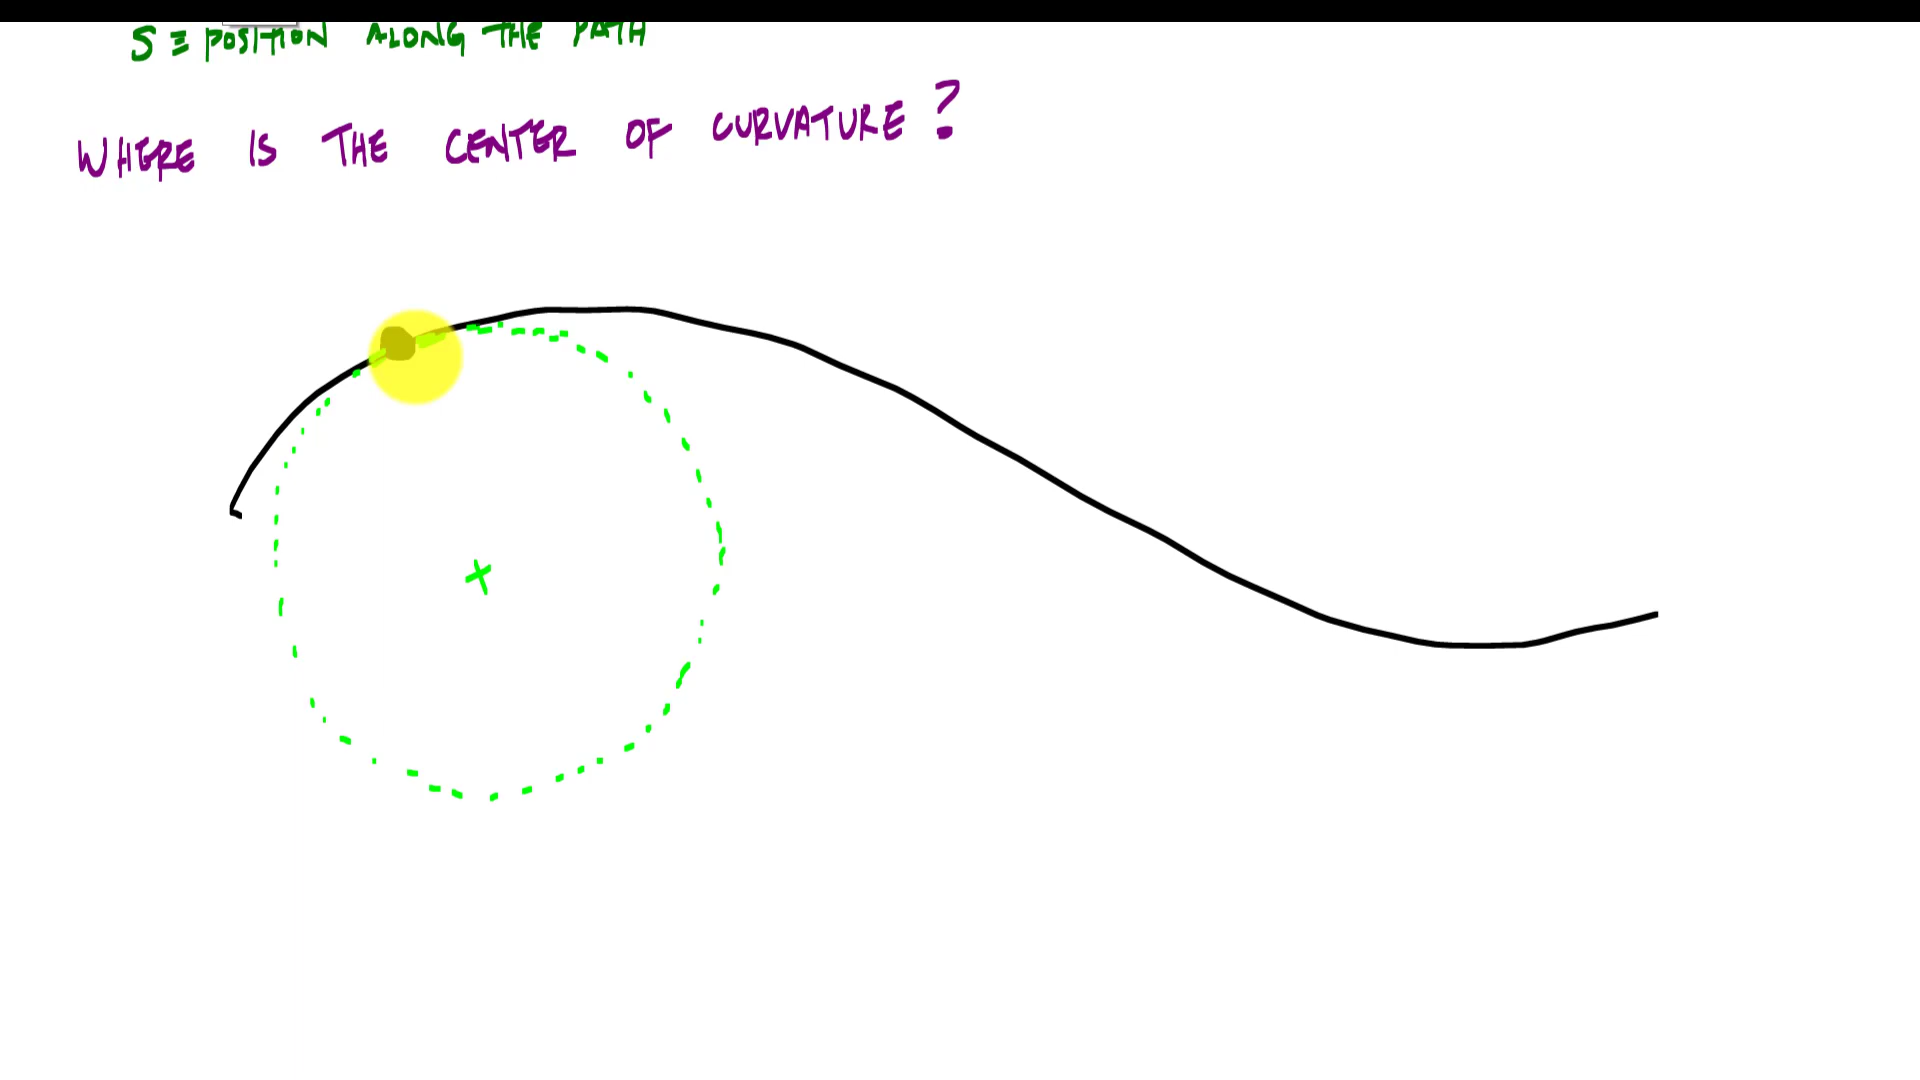 S ≡ POSITION ALONG THE PATH
WHERE IS THE CENTER OF CURVATURE?